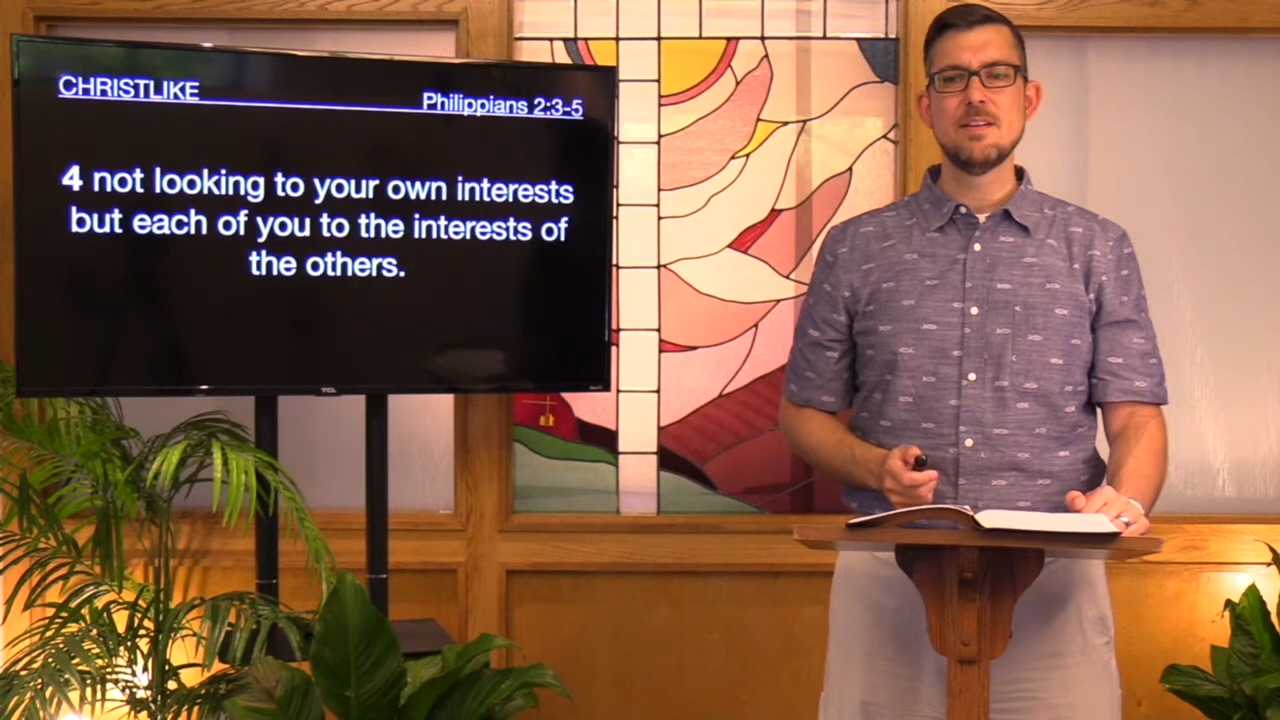 CHRISTLIKE
Philippians 2:3-5
4 not looking to your own interests
but each of you to the interests of
the others.
TCL